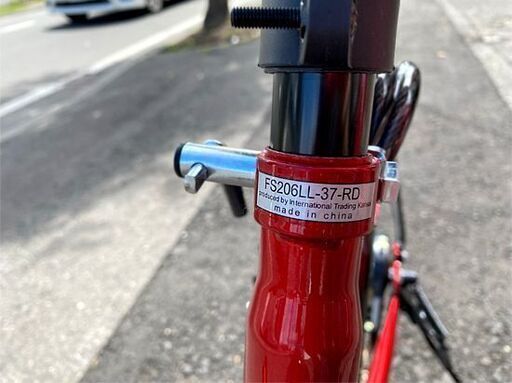 FS206LL-37-RD
produced by International Trading Kansai
made in china